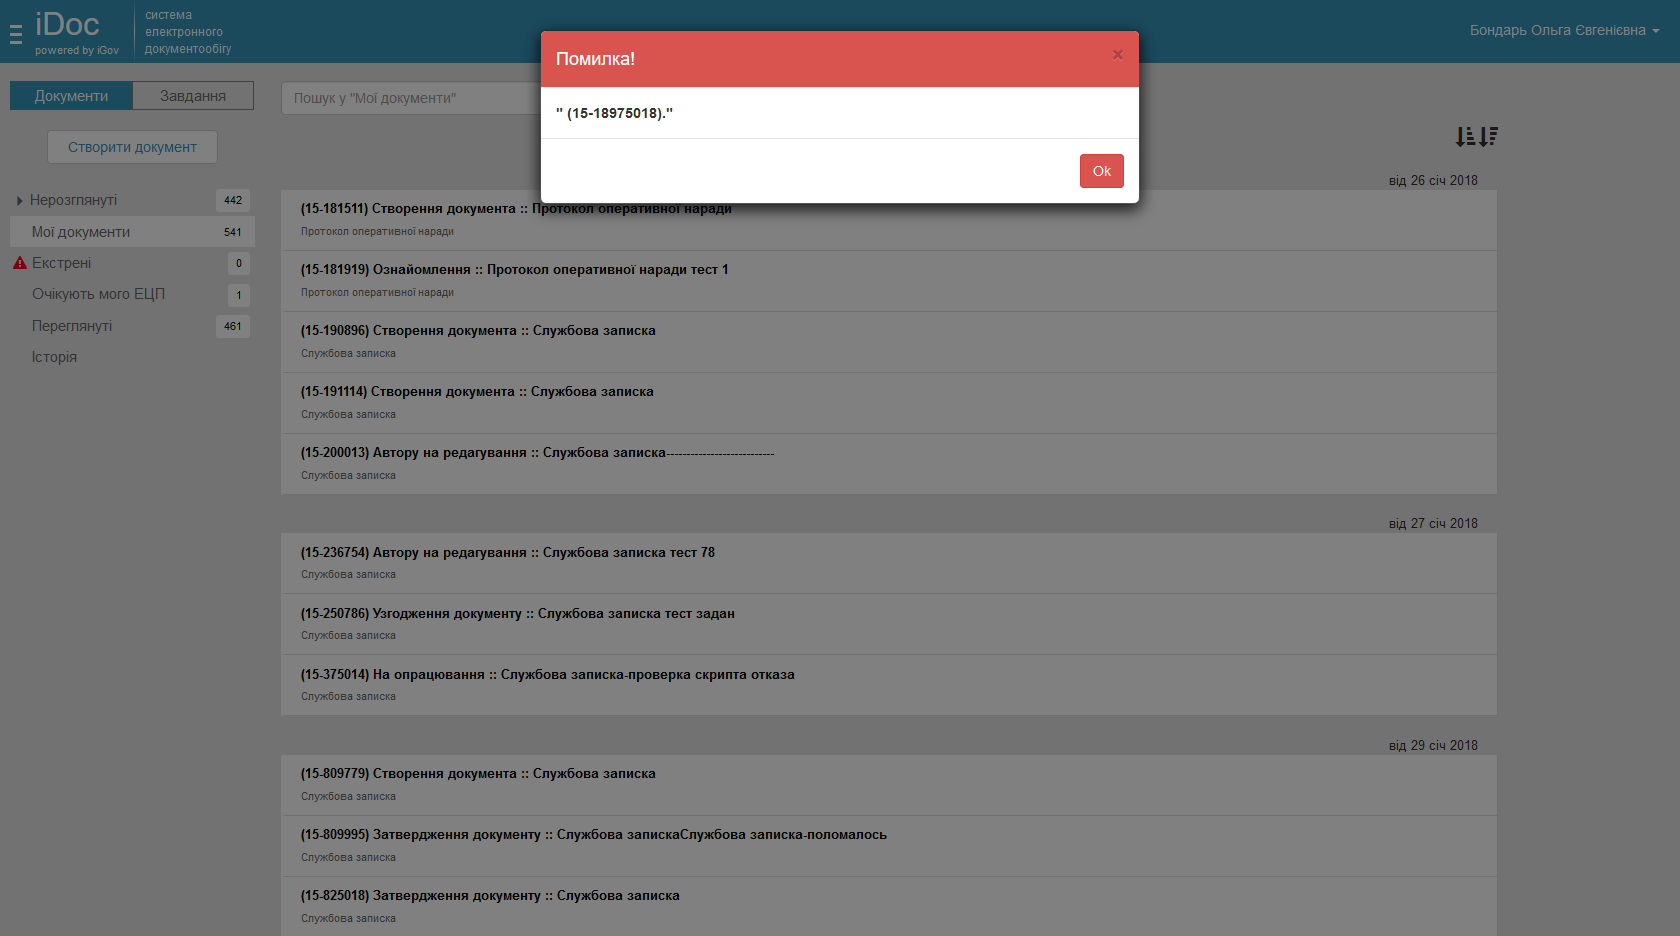 iDoc
powered by iGov
система
електронного
документообігу
Бондарь Ольга Євгенієвна
Помилка!
×
" (15-18975018)."
Ok
Документи
Завдання
Пошук у "Мої документи"
Створити документ
Нерозглянуті 442
Мої документи 541
Екстрені 0
Очікують мого ЕЦП 1
Переглянуті 461
Історія
від 26 січ 2018
(15-181511) Створення документа :: Протокол оперативної наради
Протокол оперативної наради
(15-181919) Ознайомлення :: Протокол оперативної наради тест 1
Протокол оперативної наради
(15-190896) Створення документа :: Службова записка
Службова записка
(15-191114) Створення документа :: Службова записка
Службова записка
(15-200013) Автору на редагування :: Службова записка---------------------------
Службова записка
від 27 січ 2018
(15-236754) Автору на редагування :: Службова записка тест 78
Службова записка
(15-250786) Узгодження документу :: Службова записка тест задан
Службова записка
(15-375014) На опрацювання :: Службова записка-проверка скрипта отказа
Службова записка
від 29 січ 2018
(15-809779) Створення документа :: Службова записка
Службова записка
(15-809995) Затвердження документу :: Службова запискаСлужбова записка-поломалось
Службова записка
(15-825018) Затвердження документу :: Службова записка
Службова записка